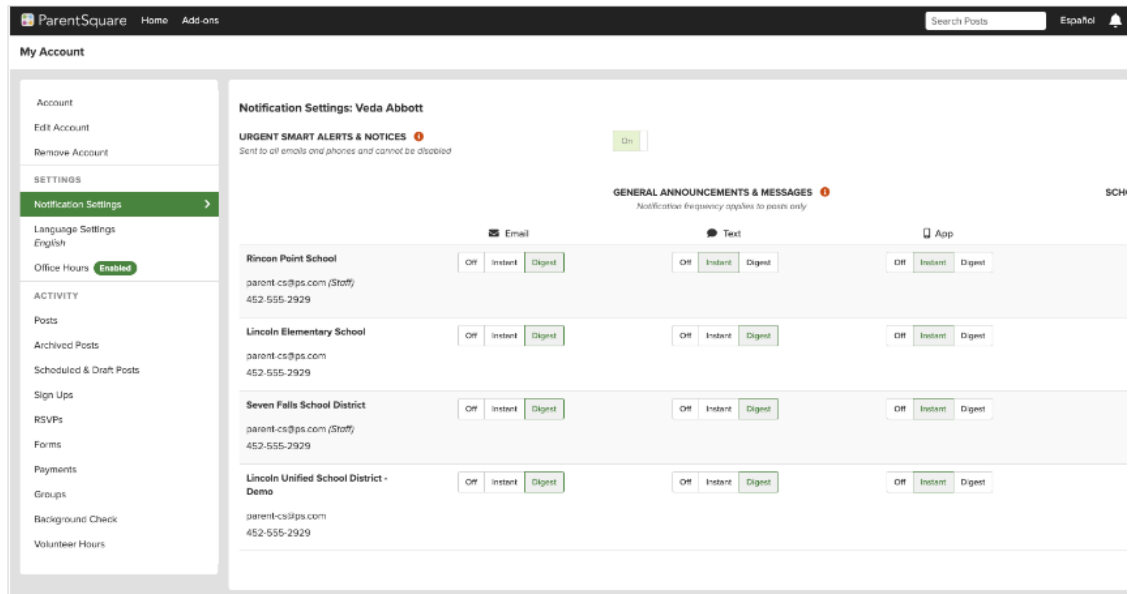 ParentSquare Home Add-ons Search Posts Español
My Account
Account
Edit Account
Remove Account
SETTINGS
Notification Settings
Language Settings
English
Office Hours Enabled
ACTIVITY
Posts
Archived Posts
Scheduled & Draft Posts
Sign Ups
RSVPs
Forms
Payments
Groups
Background Check
Volunteer Hours
Notification Settings: Veda Abbott
URGENT SMART ALERTS & NOTICES
Sent to all emails and phones and cannot be disabled
On
GENERAL ANNOUNCEMENTS & MESSAGES
Notification frequency applies to posts only
Email Text App
Rincon Point School Off Instant Digest Off Instant Digest Off Instant Digest
parent-cs@ps.com (Staff)
452-555-2929
Lincoln Elementary School Off Instant Digest Off Instant Digest Off Instant Digest
parent-cs@ps.com
452-555-2929
Seven Falls School District Off Instant Digest Off Instant Digest Off Instant Digest
parent-cs@ps.com (Staff)
452-555-2929
Lincoln Unified School District - Off Instant Digest Off Instant Digest Off Instant Digest
Demo
parent-cs@ps.com
452-555-2929